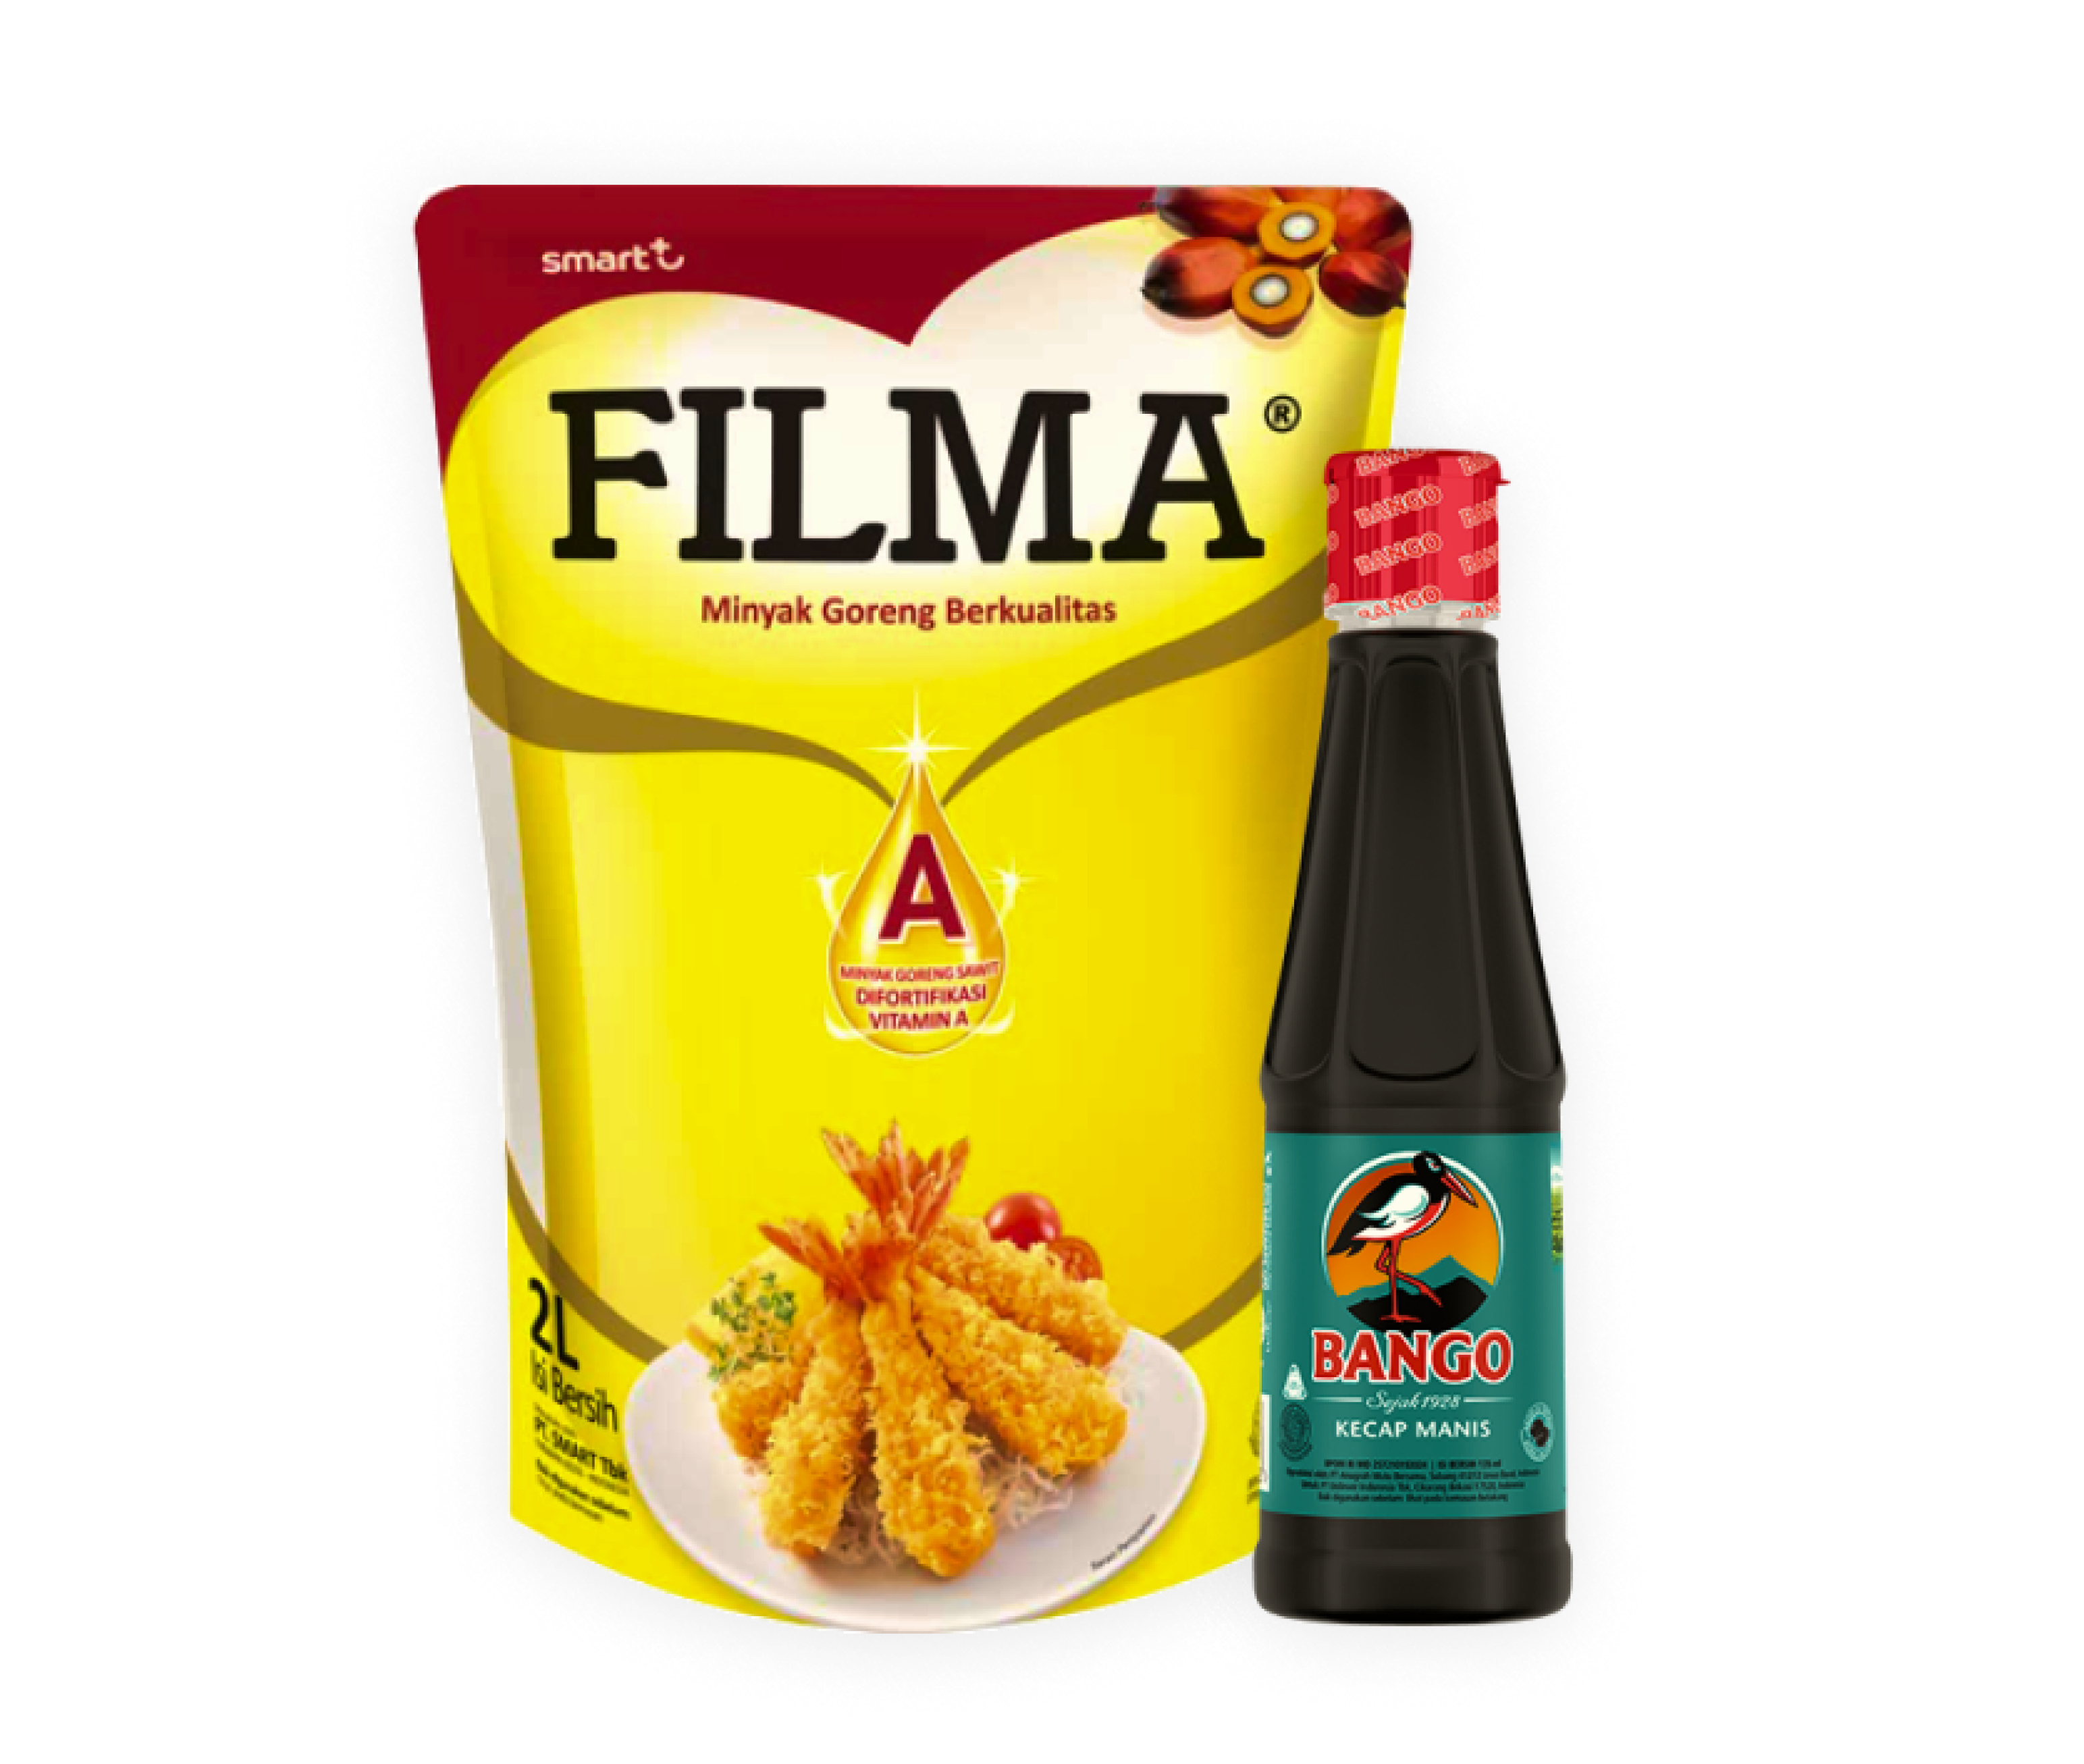 smart
FILMA®
Minyak Goreng Berkualitas
A
MINYAK GORENG SAWIT
DIFORTIFIKASI
VITAMIN A
2L
Isi Bersih
PT. SMART Tbk
BANGO
BANGO
BANGO
BANGO
BANGO
Sejak 1928
KECAP MANIS